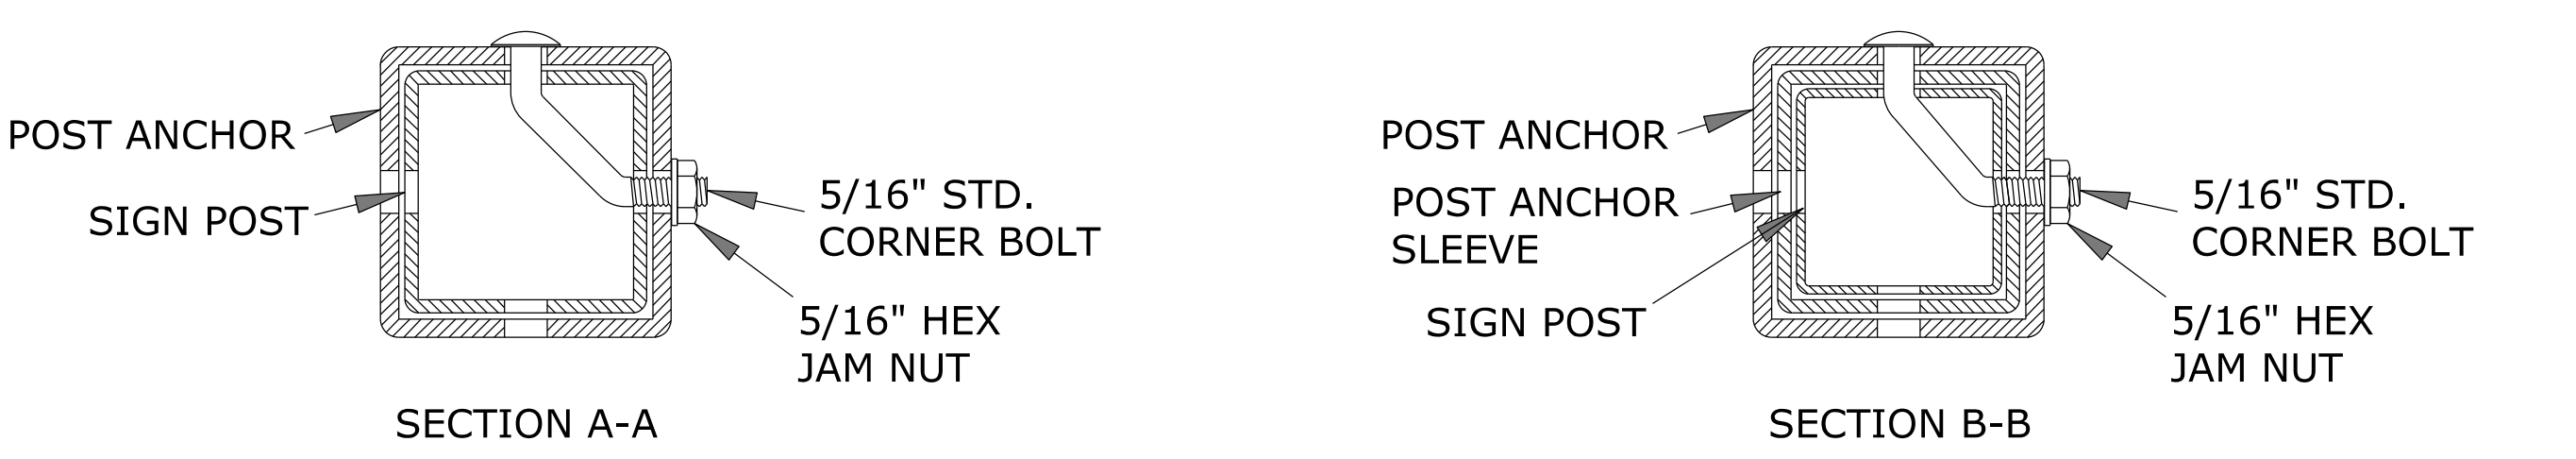 POST ANCHOR
SIGN POST
5/16" STD.
CORNER BOLT
5/16" HEX
JAM NUT
SECTION A-A
POST ANCHOR
POST ANCHOR
SLEEVE
SIGN POST
5/16" STD.
CORNER BOLT
5/16" HEX
JAM NUT
SECTION B-B